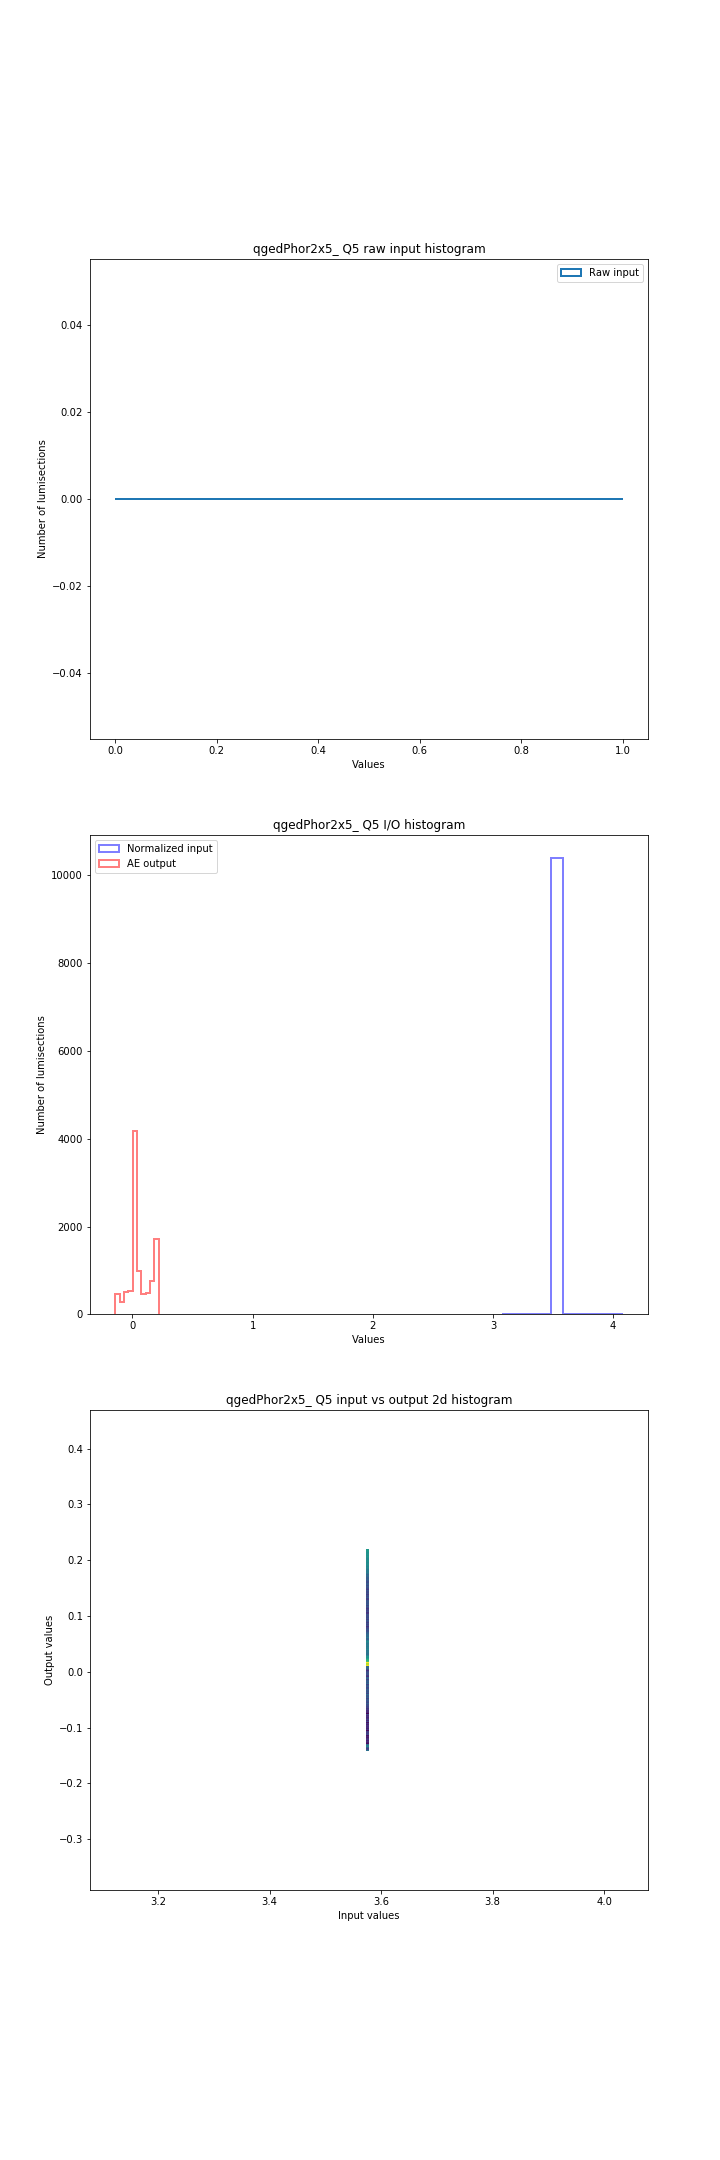 qgedPhor2x5_ Q5 raw input histogram
Raw input
0.04
0.02
0.00
−0.02
−0.04
Number of lumisections
0.0 0.2 0.4 0.6 0.8 1.0
Values
qgedPhor2x5_ Q5 I/O histogram
Normalized input
AE output
10000
8000
6000
4000
2000
0
Number of lumisections
0 1 2 3 4
Values
qgedPhor2x5_ Q5 input vs output 2d histogram
0.4
0.3
0.2
0.1
0.0
−0.1
−0.2
−0.3
Output values
3.2 3.4 3.6 3.8 4.0
Input values